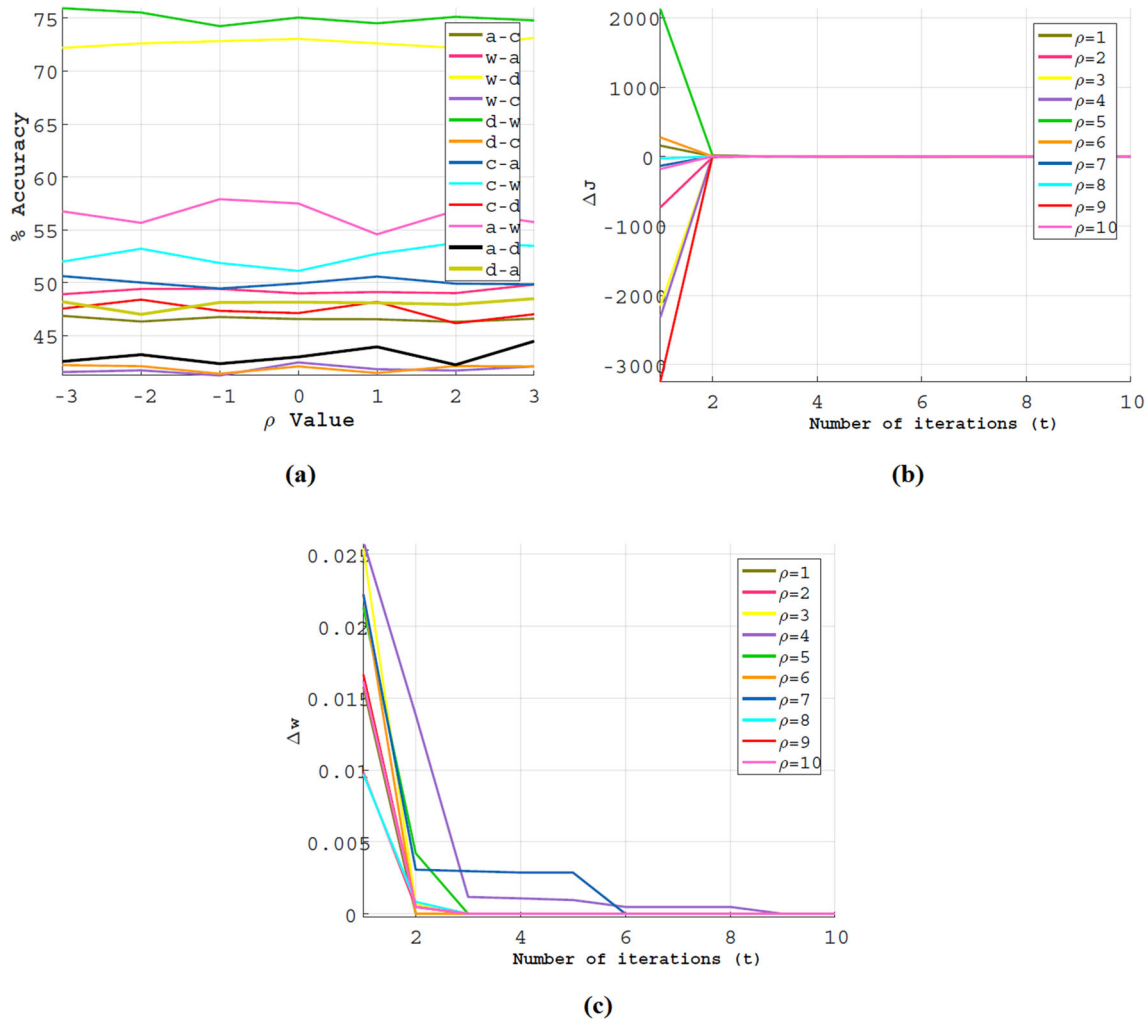 75
70
65
60
55
50
45
% Accuracy
a-c
w-a
w-d
w-c
d-w
d-c
c-a
c-w
c-d
a-w
a-d
d-a
-3 -2 -1 0 1 2 3
ρ Value
(a)
2000
1000
0
-1000
-2000
-3000
ΔJ
ρ=1
ρ=2
ρ=3
ρ=4
ρ=5
ρ=6
ρ=7
ρ=8
ρ=9
ρ=10
2 4 6 8 10
Number of iterations (t)
(b)
0.025
0.02
0.015
0.01
0.005
0
Δw
ρ=1
ρ=2
ρ=3
ρ=4
ρ=5
ρ=6
ρ=7
ρ=8
ρ=9
ρ=10
2 4 6 8 10
Number of iterations (t)
(c)